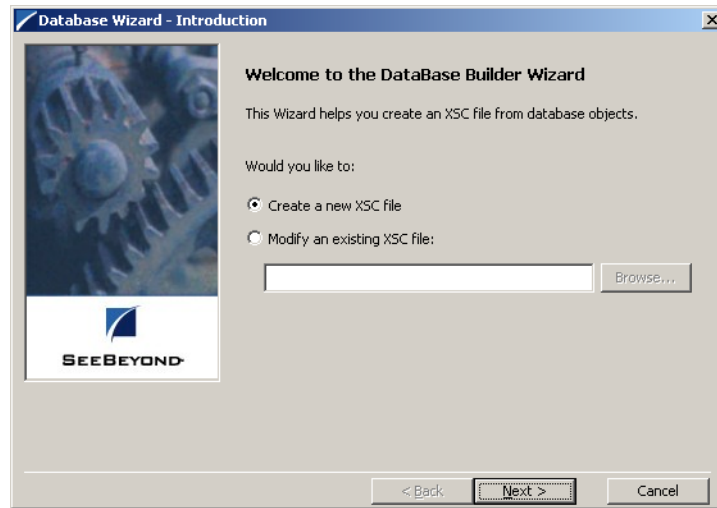 Database Wizard - Introduction
Welcome to the DataBase Builder Wizard
This Wizard helps you create an XSC file from database objects.
Would you like to:
Create a new XSC file
Modify an existing XSC file:
Browse...
SEEBEYOND
< Back
Next >
Cancel